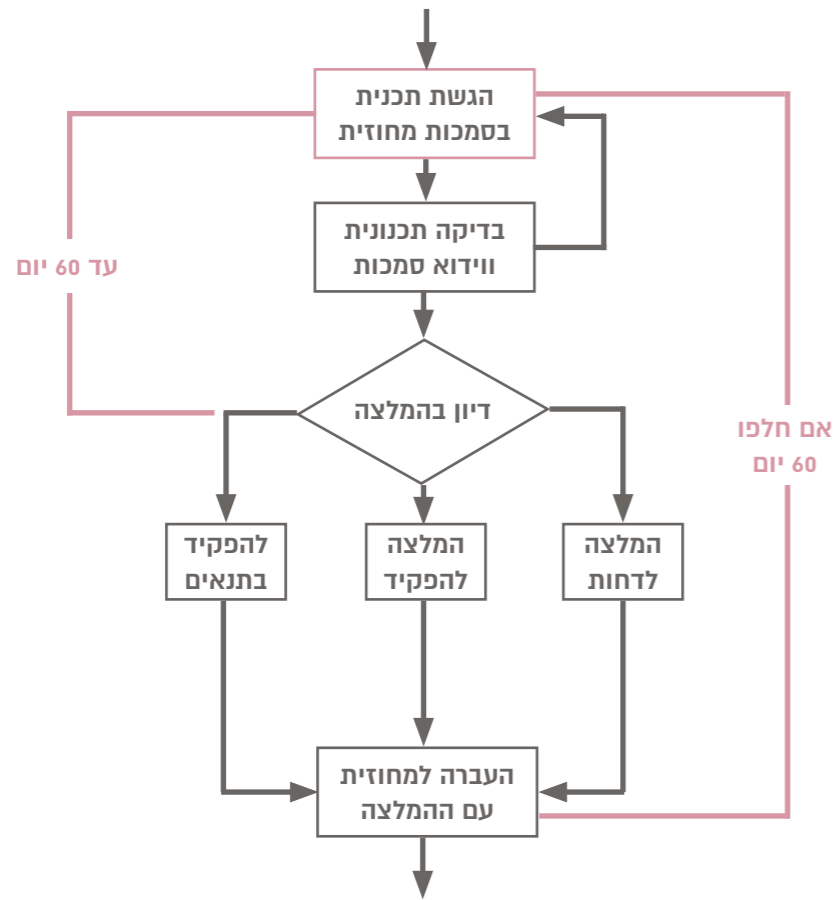 הגשת תכנית
בסמכות מחוזית
בדיקה תכנונית
ווידוא סמכות
עד 60 יום
דיון בהמלצה
אם חלפו
60 יום
המלצה
לדחות
המלצה
להפקיד
להפקיד
בתנאים
העברה למחוזית
עם ההמלצה